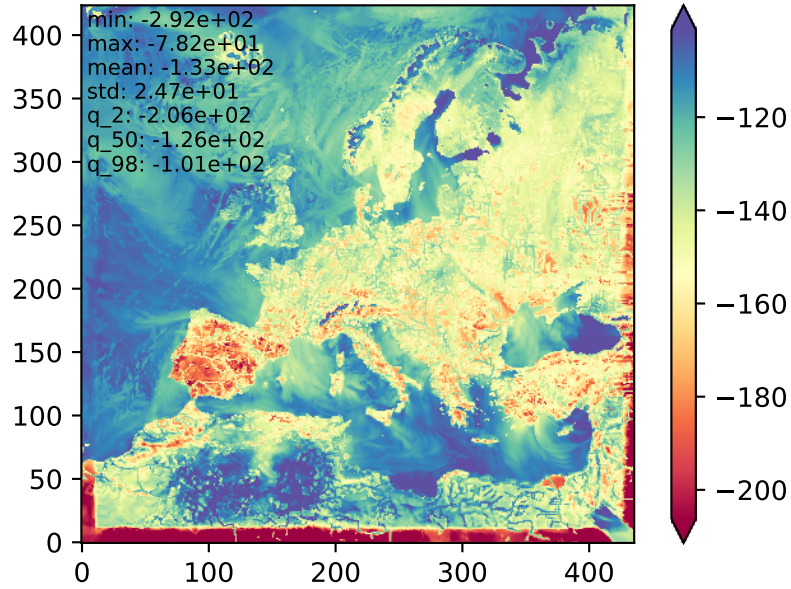 min: -2.92e+02
max: -7.82e+01
mean: -1.33e+02
std: 2.47e+01
q_2: -2.06e+02
q_50: -1.26e+02
q_98: -1.01e+02
400
350
300
250
200
150
100
50
0
0 100 200 300 400
−120
−140
−160
−180
−200